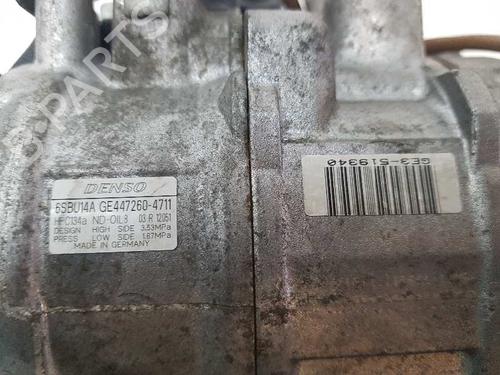 DENSO
6SBU14A GE447260-4711
HFC134a ND-OIL8 03 R 12051
DESIGN HIGH SIDE 3.53MPa
PRESS LOW SIDE 1.67MPa
MADE IN GERMANY
GE3-519340
B-PARTS